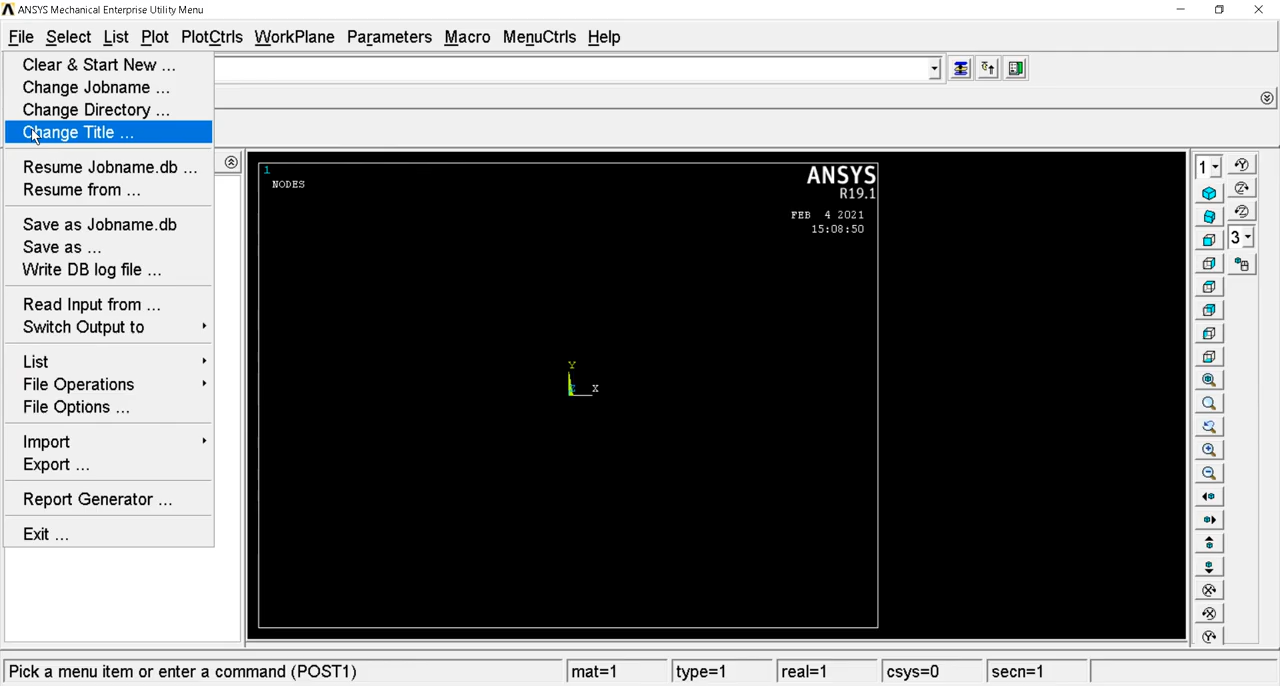 ANSYS Mechanical Enterprise Utility Menu
File Select List Plot PlotCtrls WorkPlane Parameters Macro MenuCtrls Help
Clear & Start New ...
Change Jobname ...
Change Directory ...
Change Title ...
Resume Jobname.db ...
Resume from ...
Save as Jobname.db
Save as ...
Write DB log file ...
Read Input from ...
Switch Output to
List
File Operations
File Options ...
Import
Export ...
Report Generator ...
Exit ...
1
NODES
ANSYS
R19.1
FEB 4 2021
15:08:50
Y
X
1
3
Pick a menu item or enter a command (POST1) mat=1 type=1 real=1 csys=0 secn=1